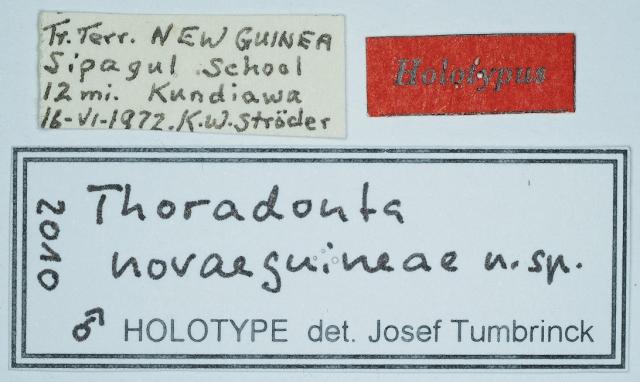 Tr. Terr. NEW GUINEA
Sipagul School
12 mi. Kundiawa
16-VI-1972. K.W. Ströder
Holotypus
2010
Thoradonta
novaeguineae n.sp.
♂ HOLOTYPE det. Josef Tumbrinck